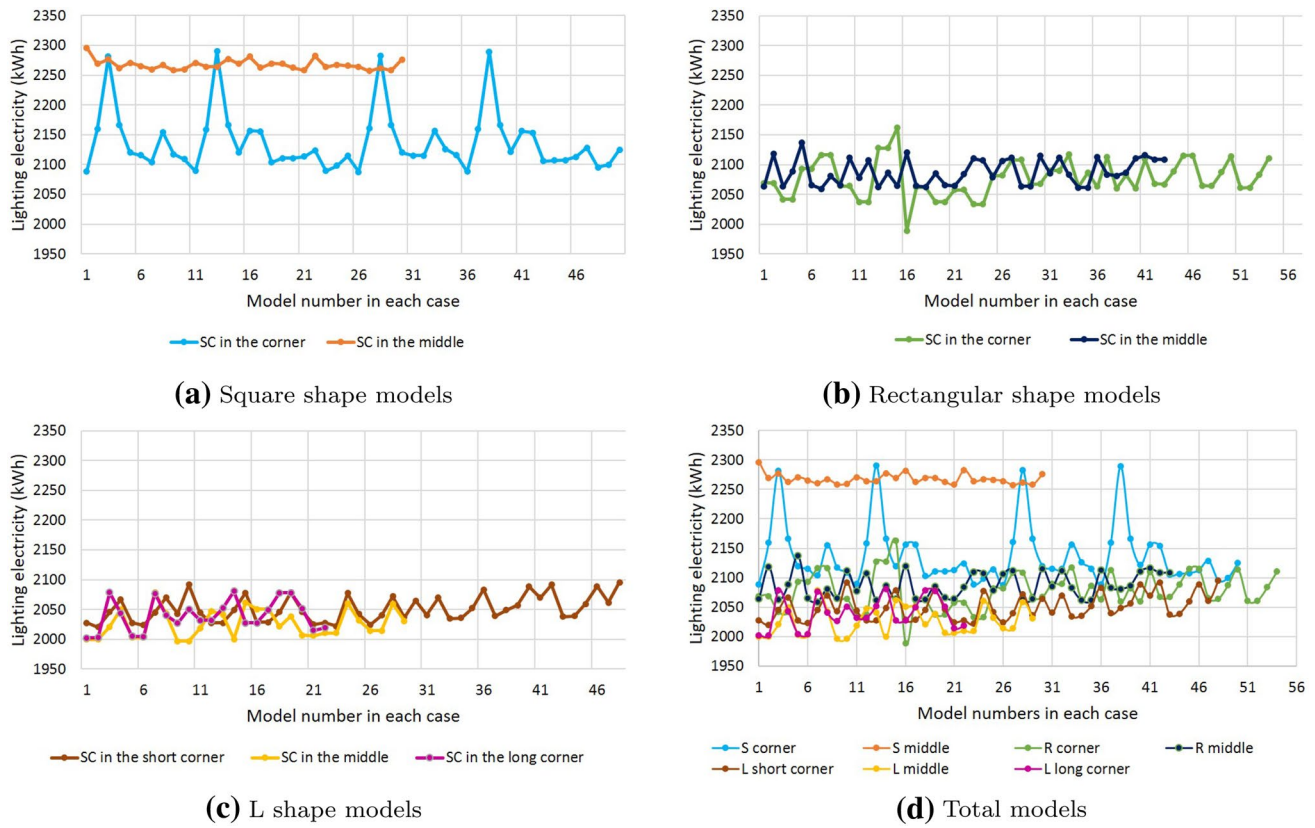 2350
2300
2250
2200
2150
2100
2050
2000
1950
Lighting electricity (kWh)
1 6 11 16 21 26 31 36 41 46
Model number in each case
SC in the corner SC in the middle
(a) Square shape models
2350
2300
2250
2200
2150
2100
2050
2000
1950
Lighting electricity (kWh)
1 6 11 16 21 26 31 36 41 46 51 56
Model number in each case
SC in the corner SC in the middle
(b) Rectangular shape models
2350
2300
2250
2200
2150
2100
2050
2000
1950
Lighting electricity (kWh)
1 6 11 16 21 26 31 36 41 46
Model number in each case
SC in the short corner SC in the middle SC in the long corner
(c) L shape models
2350
2300
2250
2200
2150
2100
2050
2000
1950
Lighting electricity (kWh)
1 6 11 16 21 26 31 36 41 46 51 56
Model numbers in each case
S corner S middle R corner R middle
L short corner L middle L long corner
(d) Total models